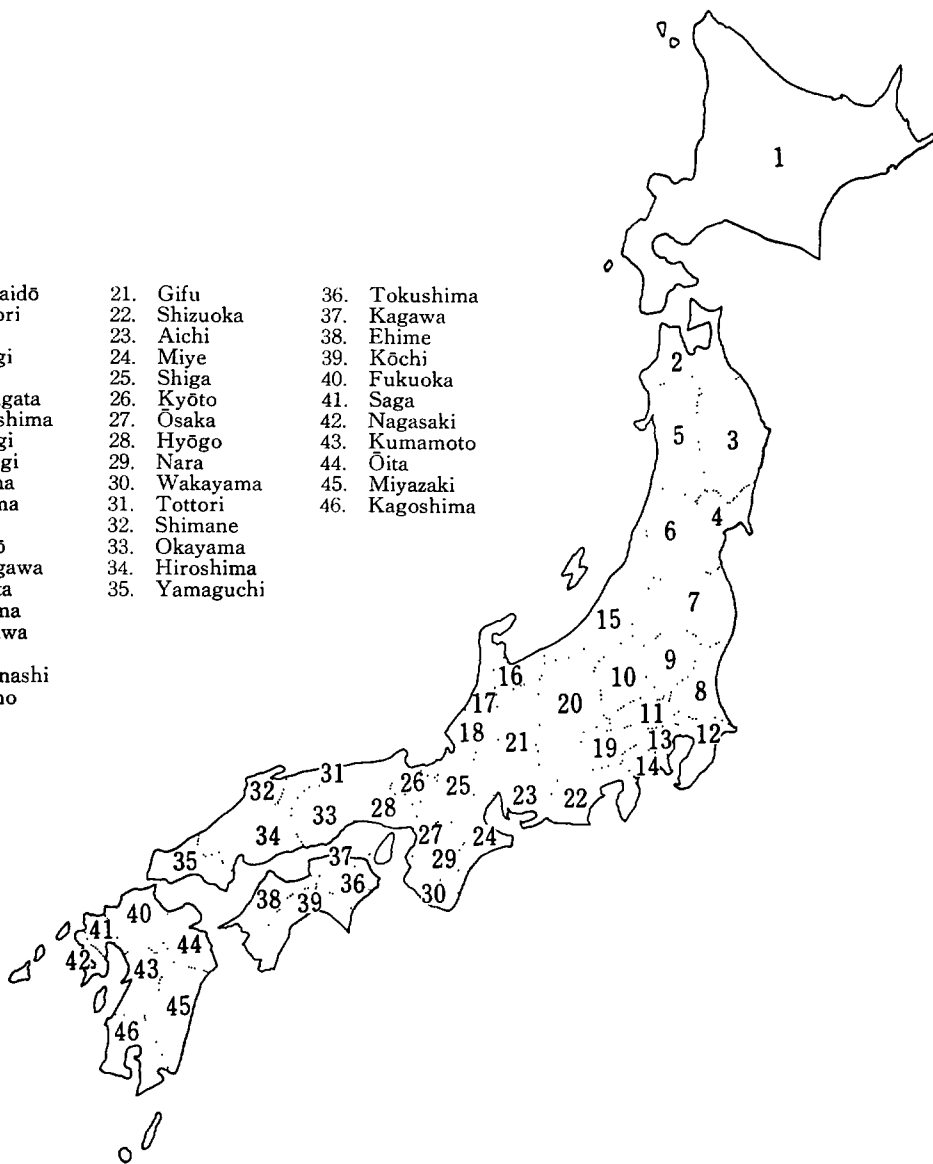 aidō
ori
gi
gata
shima
gi
gi
ma
ma
ō
gawa
ta
ma
wa
nashi
no
21. Gifu
22. Shizuoka
23. Aichi
24. Miye
25. Shiga
26. Kyōto
27. Ōsaka
28. Hyōgo
29. Nara
30. Wakayama
31. Tottori
32. Shimane
33. Okayama
34. Hiroshima
35. Yamaguchi
36. Tokushima
37. Kagawa
38. Ehime
39. Kōchi
40. Fukuoka
41. Saga
42. Nagasaki
43. Kumamoto
44. Ōita
45. Miyazaki
46. Kagoshima
1
2
5 3
4
6
7
15
9
16 10
8
17 20
11
18 12
21 19 13
14
31
26 25
32
23 22
28
33
27 24
34
37 29
35
36
30
38 39
40
41
44
42 43
45
46